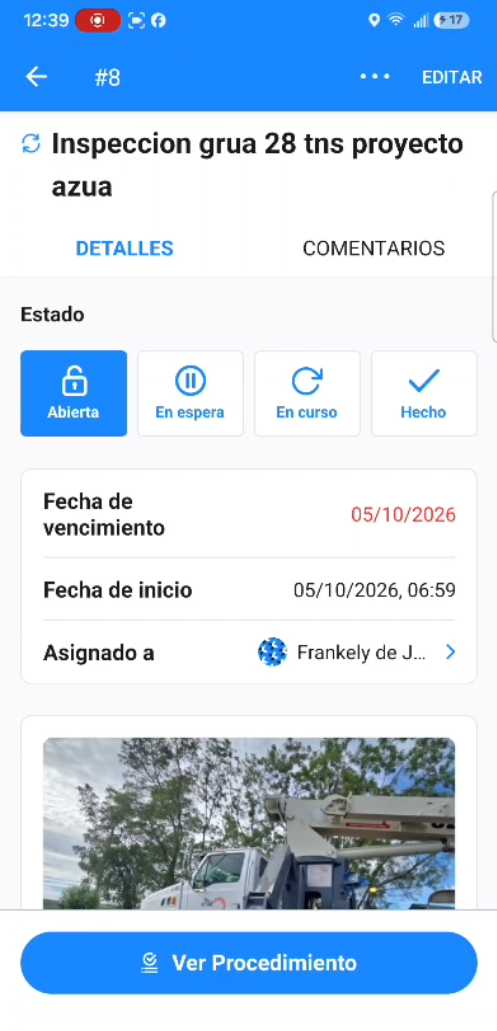 12:39
17
#8
EDITAR
Inspeccion grua 28 tns proyecto
azua
DETALLES
COMENTARIOS
Estado
Abierta
En espera
En curso
Hecho
Fecha de
vencimiento
05/10/2026
Fecha de inicio
05/10/2026, 06:59
Asignado a
Frankely de J...
Ver Procedimiento